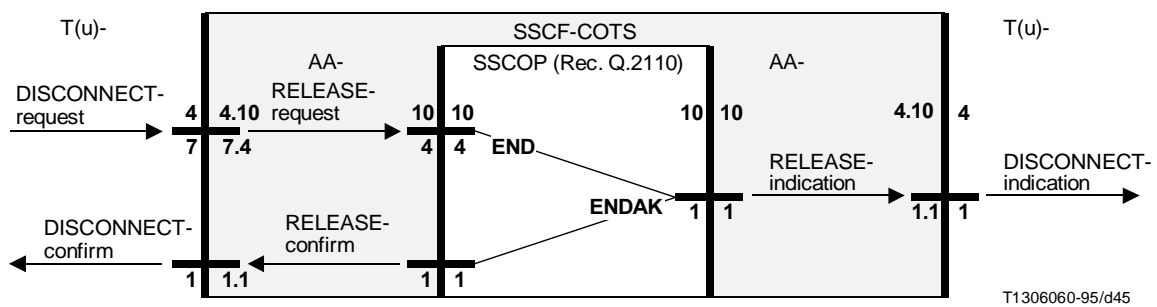 T(u)-
SSCF-COTS
T(u)-
AA-
SSCOP (Rec. Q.2110)
AA-
DISCONNECT-
request
4 4.10
7 7.4
RELEASE-
request
10 10
4 4
END
10 10
4.10 4
RELEASE-
indication
DISCONNECT-
indication
1 1
1.1 1
ENDAK
DISCONNECT-
confirm
RELEASE-
confirm
1 1.1
1 1
T1306060-95/d45